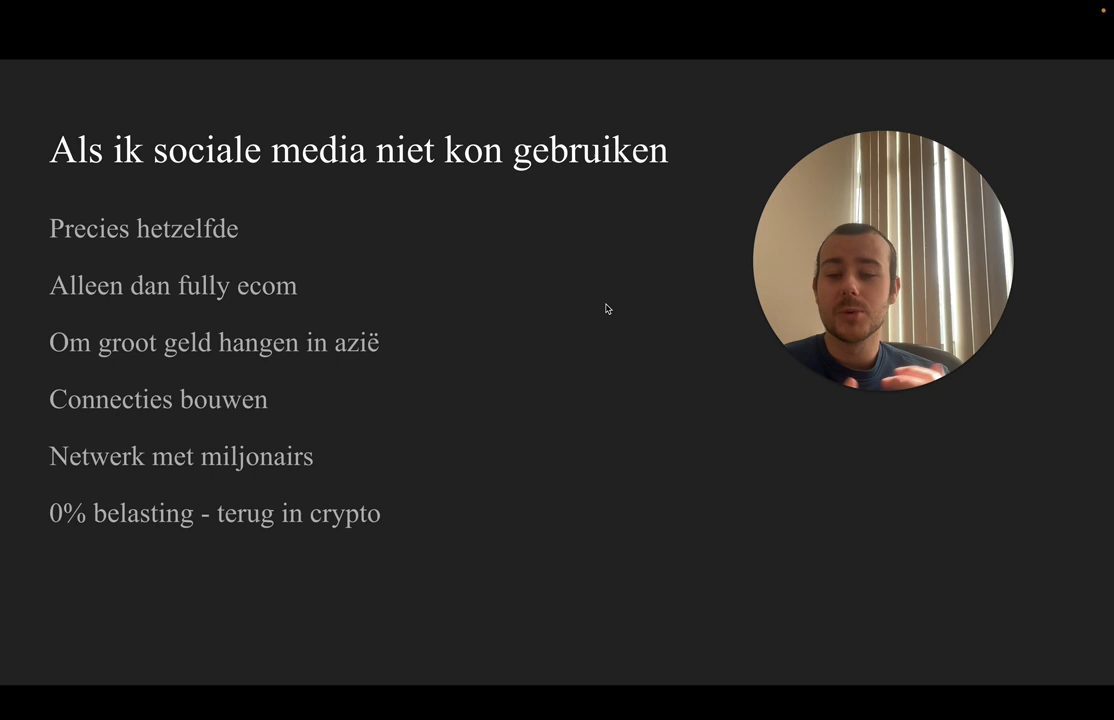 Als ik sociale media niet kon gebruiken
Precies hetzelfde
Alleen dan fully ecom
Om groot geld hangen in azië
Connecties bouwen
Netwerk met miljonairs
0% belasting - terug in crypto